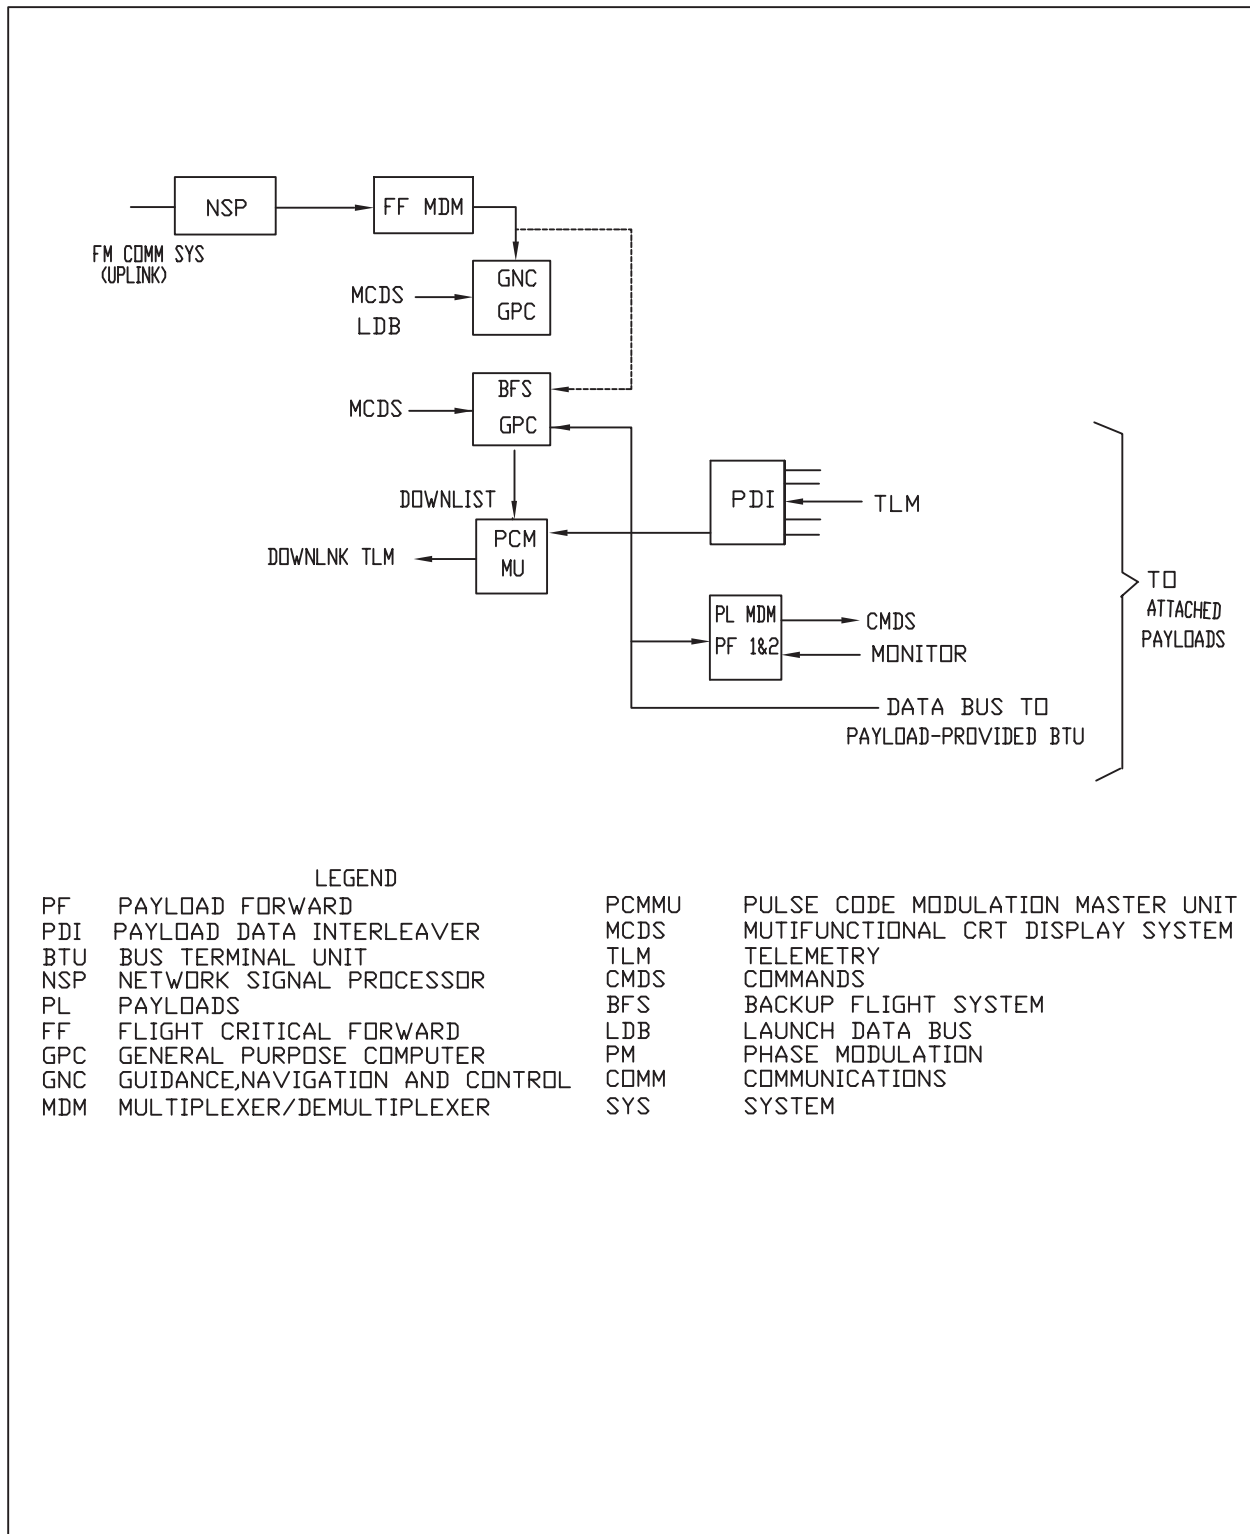 NSP
FF MDM
FM COMM SYS
(UPLINK)
GNC
GPC
MCDS
LDB
BFS
GPC
MCDS
DOWNLIST
PCM
MU
DOWNLNK TLM
PDI
TLM
PL MDM
PF 1&2
CMDS
MONITOR
DATA BUS TO
PAYLOAD-PROVIDED BTU
TO
ATTACHED
PAYLOADS
LEGEND
PF PAYLOAD FORWARD
PDI PAYLOAD DATA INTERLEAVER
BTU BUS TERMINAL UNIT
NSP NETWORK SIGNAL PROCESSOR
PL PAYLOADS
FF FLIGHT CRITICAL FORWARD
GPC GENERAL PURPOSE COMPUTER
GNC GUIDANCE,NAVIGATION AND CONTROL
MDM MULTIPLEXER/DEMULTIPLEXER
PCMMU PULSE CODE MODULATION MASTER UNIT
MCDS MUTIFUNCTIONAL CRT DISPLAY SYSTEM
TLM TELEMETRY
CMDS COMMANDS
BFS BACKUP FLIGHT SYSTEM
LDB LAUNCH DATA BUS
PM PHASE MODULATION
COMM COMMUNICATIONS
SYS SYSTEM